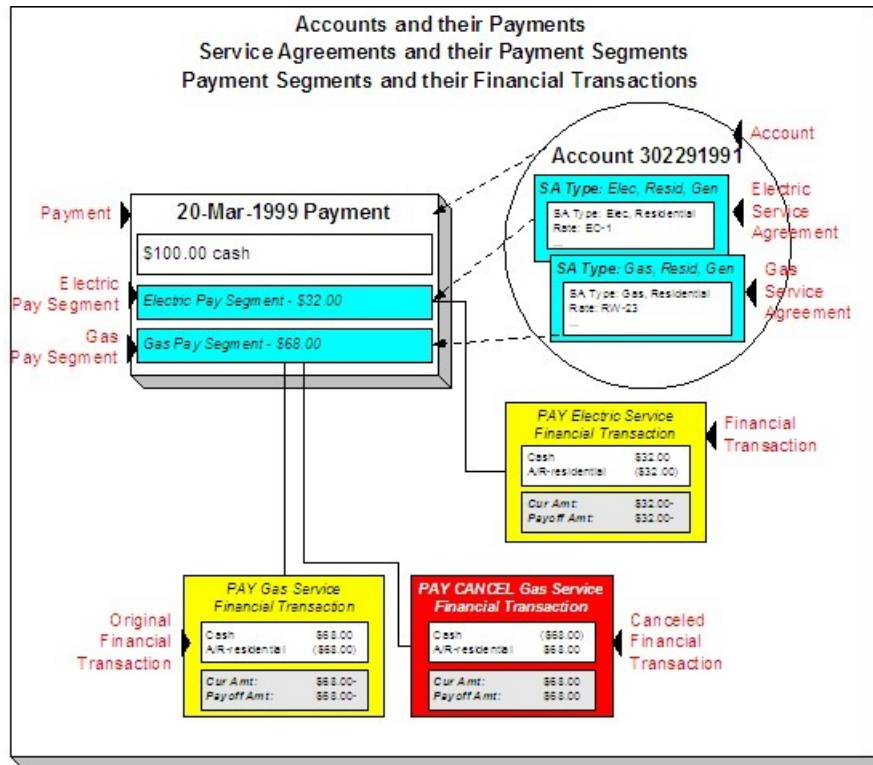 Accounts and their Payments
Service Agreements and their Payment Segments
Payment Segments and their Financial Transactions
Account
Account 302291991
SA Type: Elec, Resid, Gen
SA Type: Elec, Residential
Rate: EC-1
...
Electric
Service
Agreement
SA Type: Gas, Resid, Gen
SA Type: Gas, Residential
Rate: RW-23
...
Gas
Service
Agreement
Payment
20-Mar-1999 Payment
$100.00 cash
Electric
Pay Segment
Electric Pay Segment - $32.00
Gas
Pay Segment
Gas Pay Segment - $68.00
PAY Electric Service
Financial Transaction
Cash $32.00
A/R-residential ($32.00)
Cur Amt: $32.00-
Payoff Amt: $32.00-
Financial
Transaction
Original
Financial
Transaction
PAY Gas Service
Financial Transaction
Cash $68.00
A/R-residential ($68.00)
Cur Amt: $68.00-
Payoff Amt: $68.00-
PAY CANCEL Gas Service
Financial Transaction
Cash ($68.00)
A/R-residential $68.00
Cur Amt: $68.00
Payoff Amt: $68.00
Canceled
Financial
Transaction